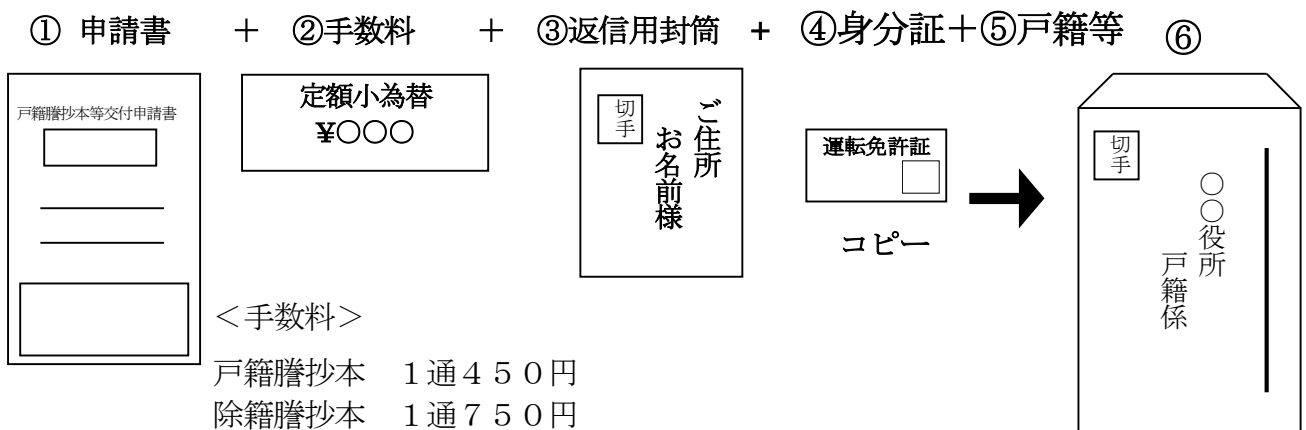 ① 申請書 ＋ ②手数料 ＋ ③返信用封筒 + ④身分証＋⑤戸籍等 ⑥
戸籍謄抄本等交付申請書
定額小為替
¥〇〇〇
切手
ご住所
お名前様
運転免許証
コピー
切手
〇〇役所
戸籍係
＜手数料＞
戸籍謄抄本 １通４５０円
除籍謄抄本 １通７５０円